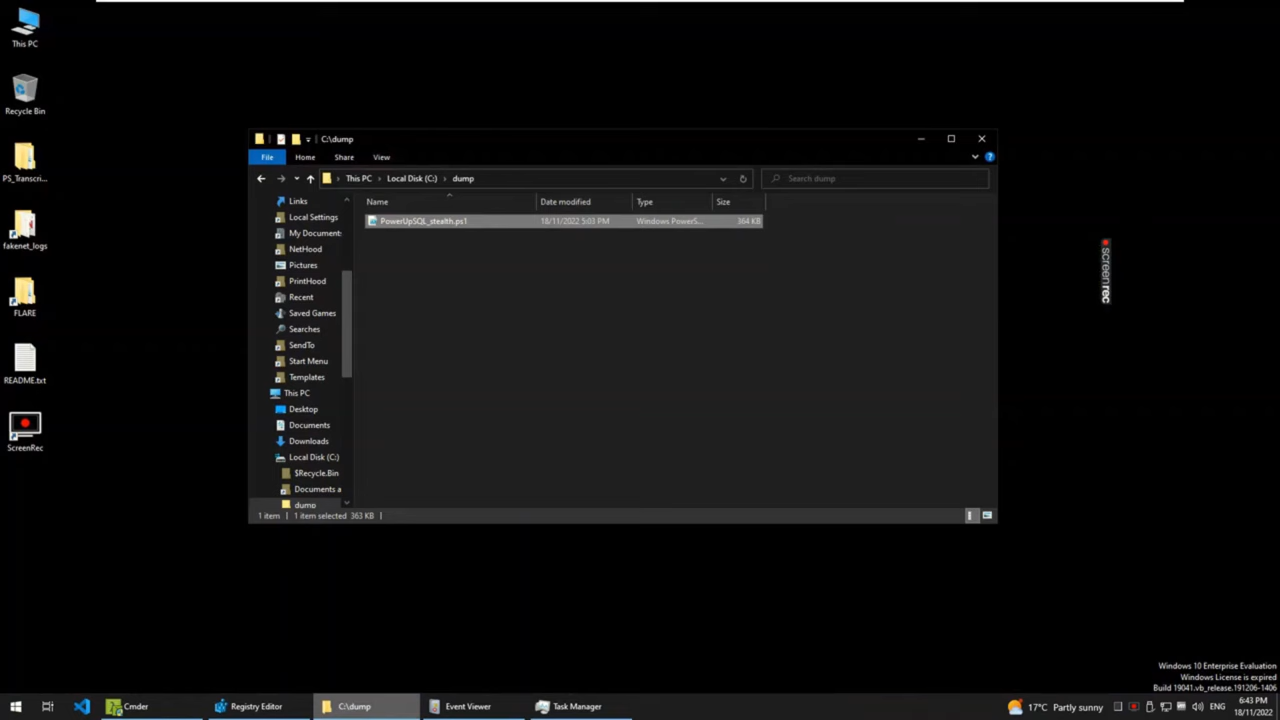 This PC
Recycle Bin
PS_Transcri...
fakenet_logs
FLARE
README.txt
ScreenRec
C:\dump
File Home Share View
This PC Local Disk (C:) dump
Search dump
Name Date modified Type Size
PowerUpSQL_stealth.ps1 18/11/2022 5:03 PM Windows PowerS... 364 KB
Links
Local Settings
My Document
NetHood
Pictures
PrintHood
Recent
Saved Games
Searches
SendTo
Start Menu
Templates
This PC
Desktop
Documents
Downloads
Local Disk (C:)
$Recycle.Bin
Documents a
dump
1 item 1 item selected 363 KB
screenrec
Windows 10 Enterprise Evaluation
Windows License is expired
Build 19041.vb_release.191206-1406
Cmder Registry Editor C:\dump Event Viewer Task Manager
17°C Partly sunny
ENG
6:43 PM
18/11/2022